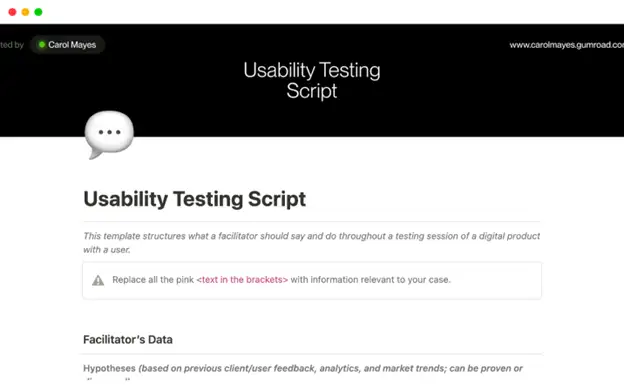 ted by Carol Mayes www.carolmayes.gumroad.com
Usability Testing
Script
Usability Testing Script
This template structures what a facilitator should say and do throughout a testing session of a digital product
with a user.
Replace all the pink <text in the brackets> with information relevant to your case.
Facilitator's Data
Hypotheses (based on previous client/user feedback, analytics, and market trends; can be proven or